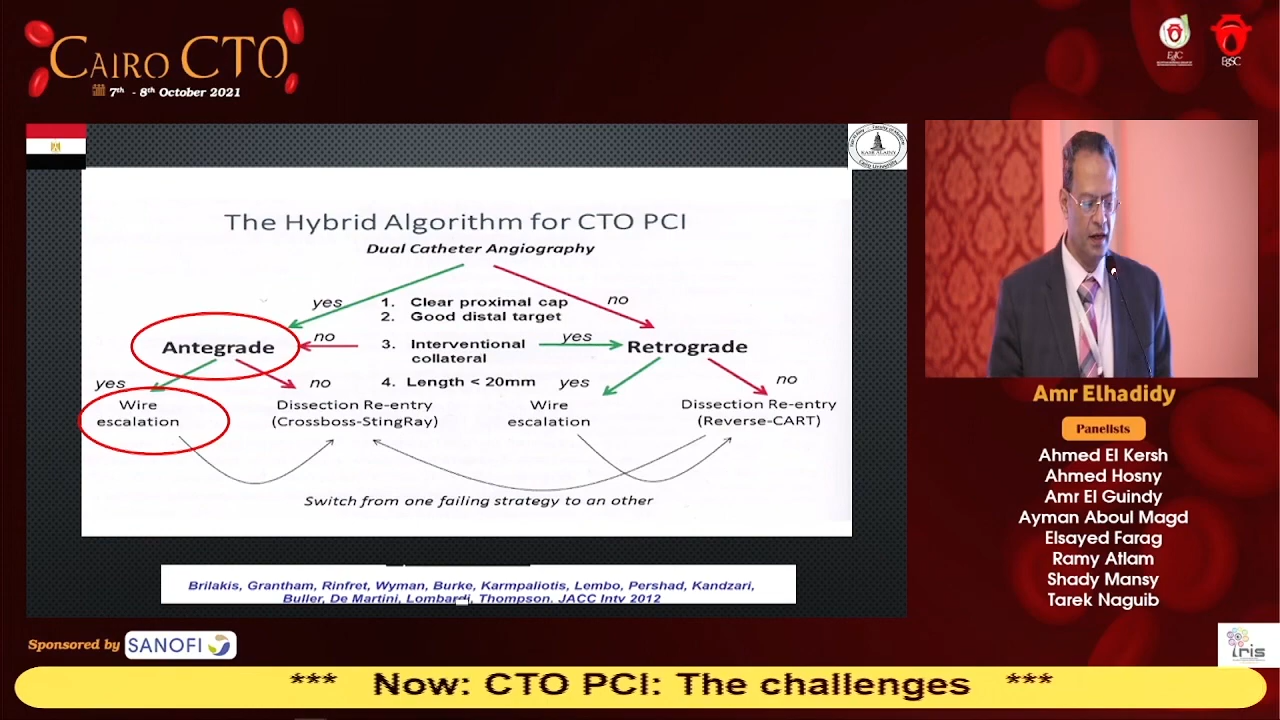 CAIRO CTO
7th - 8th October 2021
EgSC
KASR ALAINY
The Hybrid Algorithm for CTO PCI
Dual Catheter Angiography
yes
1. Clear proximal cap
no
2. Good distal target
Antegrade
no
3. Interventional
collateral
yes
Retrograde
yes
no
4. Length < 20mm
yes
no
Wire
escalation
Dissection Re-entry
(Crossboss-StingRay)
Wire
escalation
Dissection Re-entry
(Reverse-CART)
Switch from one failing strategy to an other
Brilakis, Grantham, Rinfret, Wyman, Burke, Karmpaliotis, Lembo, Pershad, Kandzari,
Buller, De Martini, Lombardi, Thompson. JACC Intv 2012
Amr Elhadidy
Panelists
Ahmed El Kersh
Ahmed Hosny
Amr El Guindy
Ayman Aboul Magd
Elsayed Farag
Ramy Atlam
Shady Mansy
Tarek Naguib
Sponsored by SANOFI
iris
*** Now: CTO PCI: The challenges ***